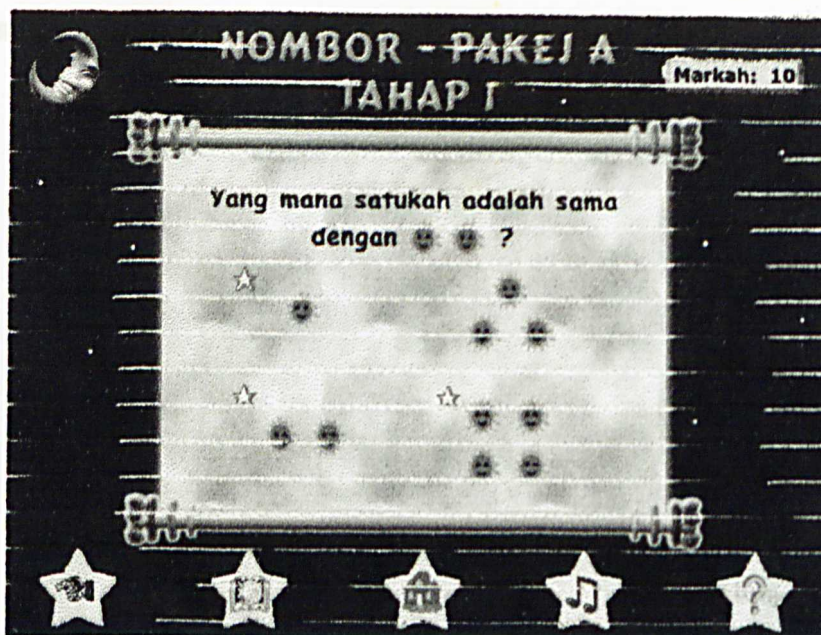 NOMBOR - PAKEJ A
TAHAP I
Markah: 10
Yang mana satukah adalah sama
dengan ?
?